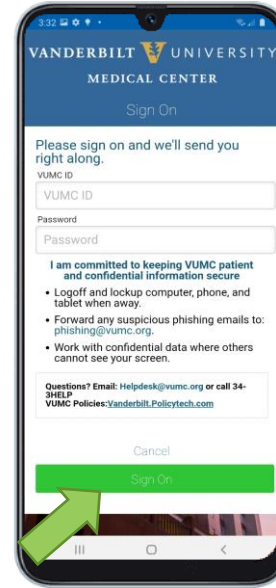 3:32
VANDERBILT UNIVERSITY
MEDICAL CENTER
Sign On
Please sign on and we'll send you
right along.
VUMC ID
VUMC ID
Password
Password
I am committed to keeping VUMC patient
and confidential information secure
• Logoff and lockup computer, phone, and
tablet when away.
• Forward any suspicious phishing emails to:
phishing@vumc.org.
• Work with confidential data where others
cannot see your screen.
Questions? Email: Helpdesk@vumc.org or call 34-
3HELP
VUMC Policies:Vanderbilt.Policytech.com
Cancel
Sign On